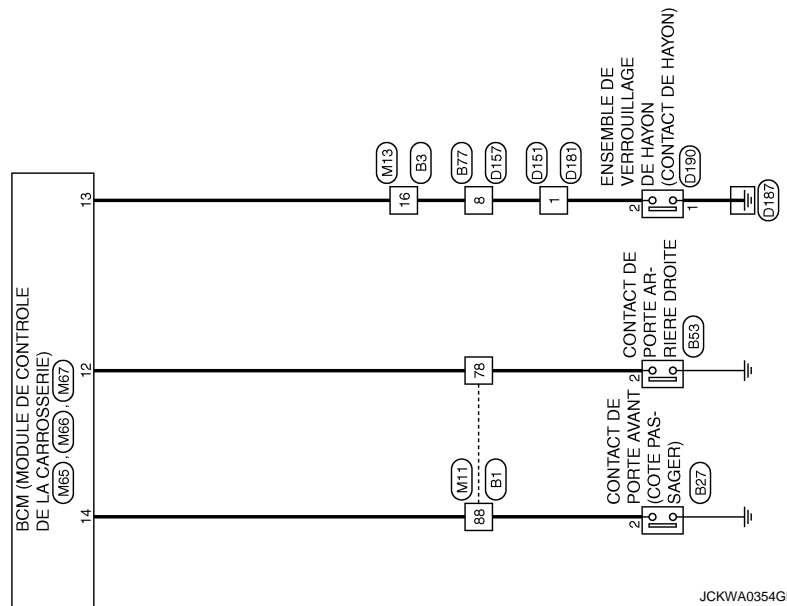 BCM (MODULE DE CONTROLE
DE LA CARROSSERIE)
M65 , M66 , M67
14
12
13
M11
88
B1
78
M13
16
B3
B77
8
D157
D151
1
D181
CONTACT DE
PORTE AVANT
(COTE PAS-
SAGER)
2
B27
CONTACT DE
PORTE AR-
RIERE DROITE
2
B53
ENSEMBLE DE
VERROUILLAGE
DE HAYON
(CONTACT DE HAYON)
2
D190
1
D187
JCKWA0354G